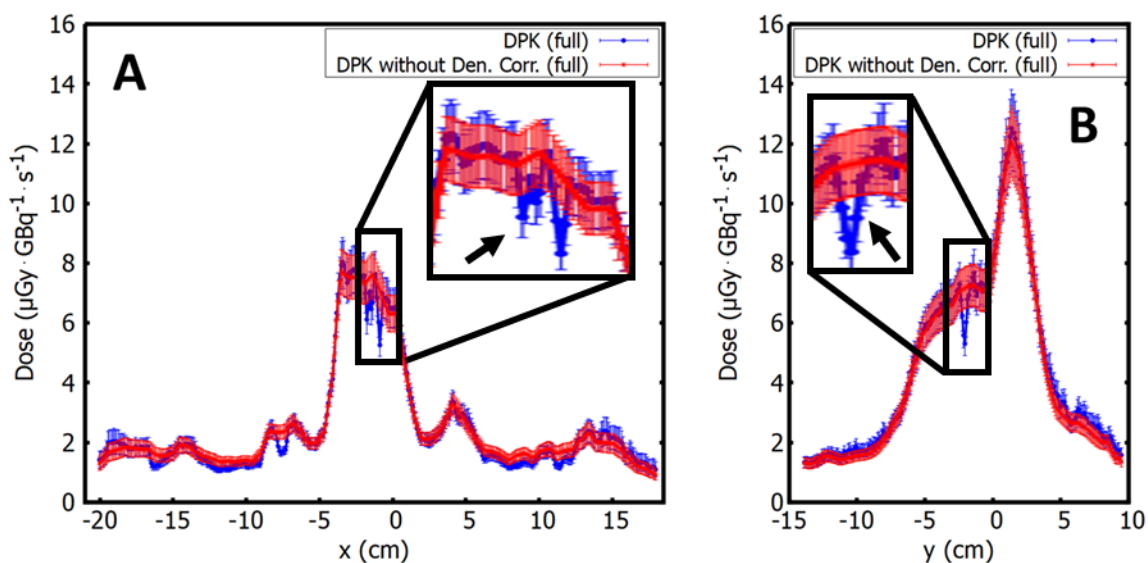 A
DPK (full)
DPK without Den. Corr. (full)
Dose (μGy·GBq⁻¹·s⁻¹)
16
14
12
10
8
6
4
2
0
-20 -15 -10 -5 0 5 10 15
x (cm)
B
DPK (full)
DPK without Den. Corr. (full)
Dose (μGy·GBq⁻¹·s⁻¹)
16
14
12
10
8
6
4
2
0
-15 -10 -5 0 5 10
y (cm)